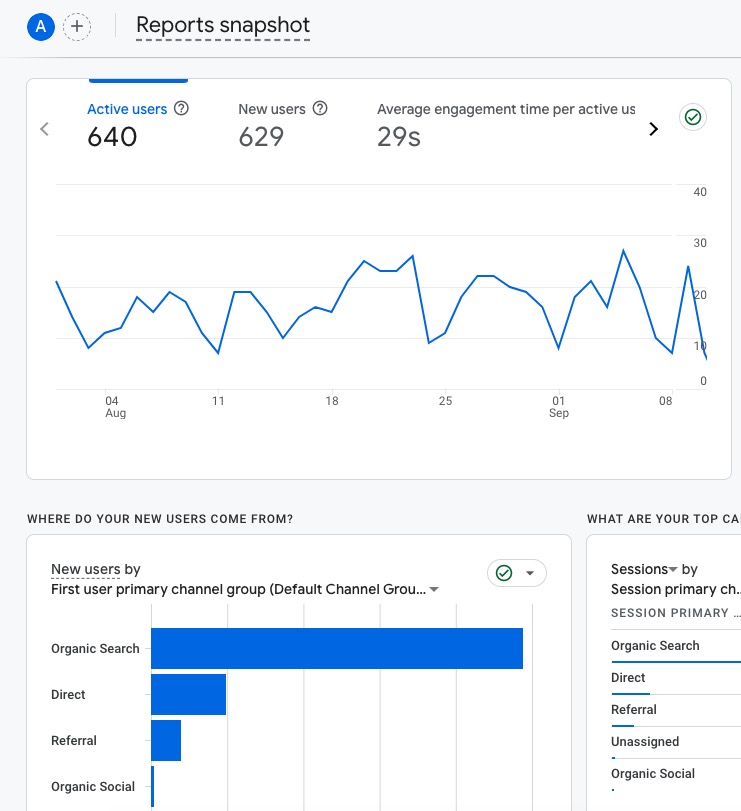 A
Reports snapshot
Active users
New users
Average engagement time per active us
640
629
29s
40
30
20
10
0
04
Aug
11
18
25
01
Sep
08
WHERE DO YOUR NEW USERS COME FROM?
New users by
First user primary channel group (Default Channel Grou...
Organic Search
Direct
Referral
Organic Social
WHAT ARE YOUR TOP CA
Sessions by
Session primary ch...
SESSION PRIMARY ...
Organic Search
Direct
Referral
Unassigned
Organic Social